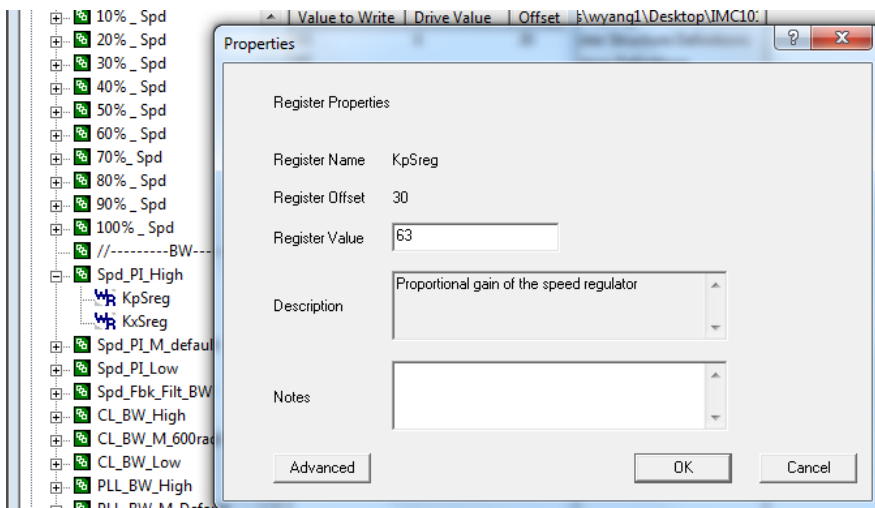 10% _ Spd
20% _ Spd
30% _ Spd
40% _ Spd
50% _ Spd
60% _ Spd
70%_ Spd
80% _ Spd
90% _ Spd
100% _ Spd
//---------BW---
Spd_PI_High
KpSreg
KxSreg
Spd_PI_M_defaul
Spd_PI_Low
Spd_Fbk_Filt_BW
CL_BW_High
CL_BW_M_600rad
CL_BW_Low
PLL_BW_High
PLL_BW_M_Defa
Value to Write Drive Value Offset s\wyang1\Desktop\IMC10
Properties
Register Properties
Register Name KpSreg
Register Offset 30
Register Value 63
Description Proportional gain of the speed regulator
Notes
Advanced OK Cancel